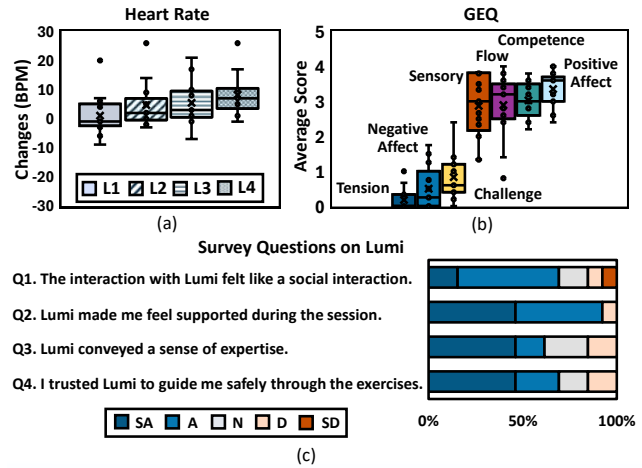 Heart Rate
Changes (BPM)
30
20
10
0
-10
-20
-30
L1 L2 L3 L4
(a)
GEQ
Average Score
5
4
3
2
1
0
Tension
Negative
Affect
Sensory
Flow
Competence
Positive
Affect
Challenge
(b)
Survey Questions on Lumi
Q1. The interaction with Lumi felt like a social interaction.
Q2. Lumi made me feel supported during the session.
Q3. Lumi conveyed a sense of expertise.
Q4. I trusted Lumi to guide me safely through the exercises.
SA A N D SD
0% 50% 100%
(c)